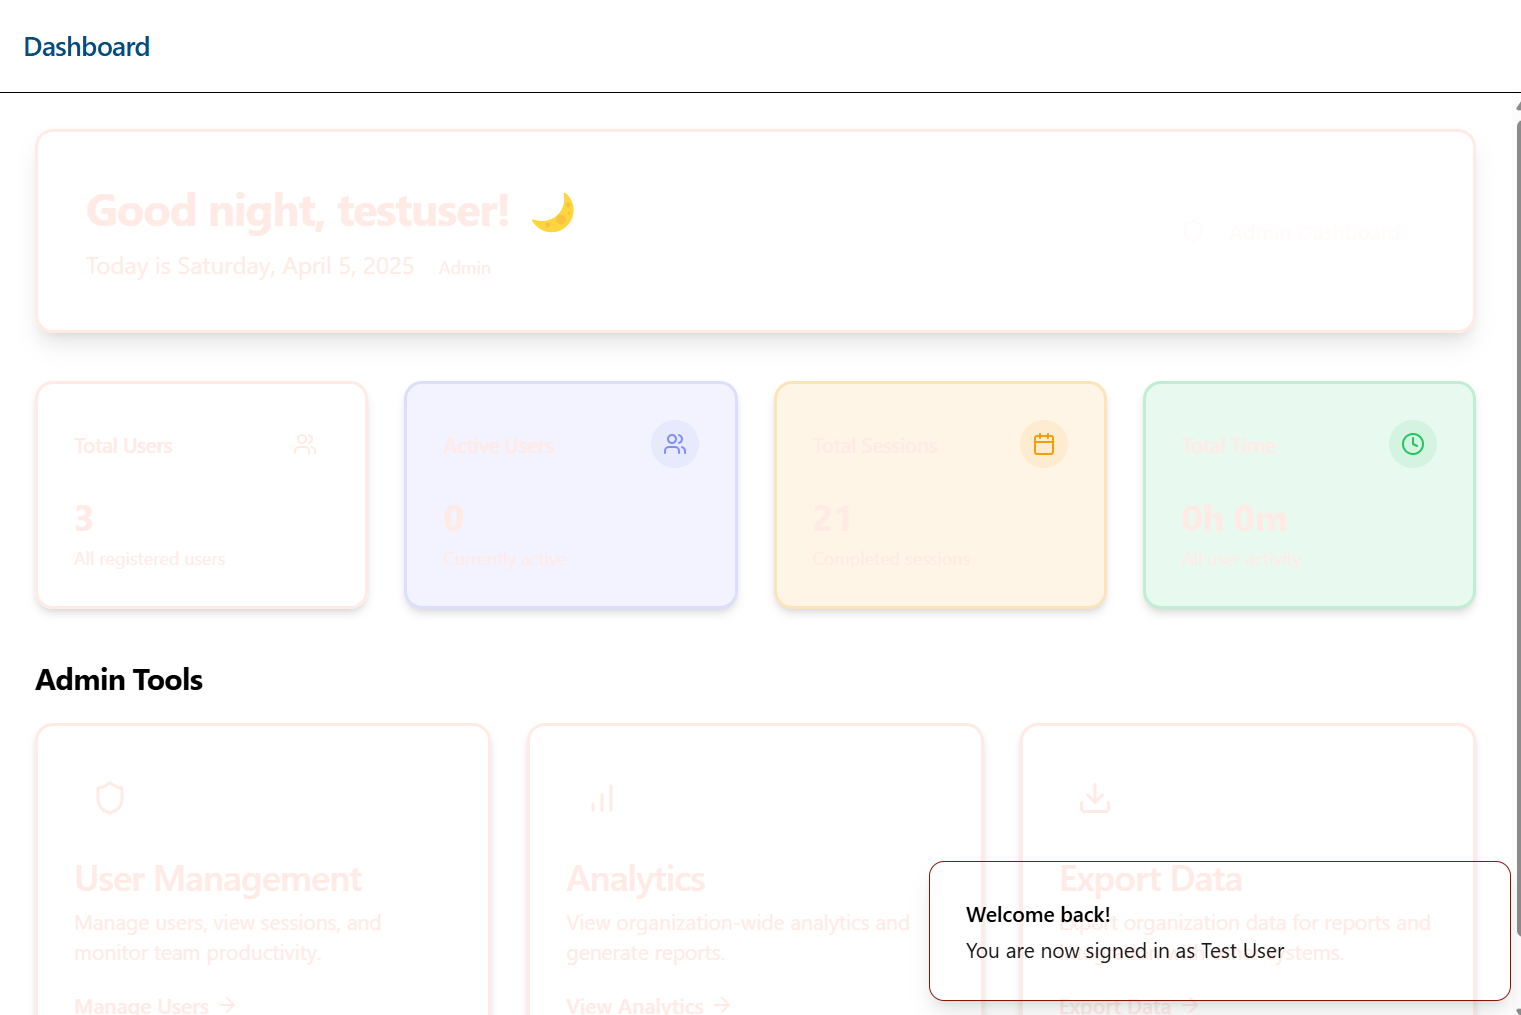 Dashboard
Good night, testuser! 🌙
Today is Saturday, April 5, 2025 Admin
Admin Dashboard
Total Users
3
All registered users
Active Users
0
Currently active
Total Sessions
21
Completed sessions
Total Time
0h 0m
All user activity
Admin Tools
User Management
Manage users, view sessions, and
monitor team productivity.
Manage Users →
Analytics
View organization-wide analytics and
generate reports.
View Analytics →
Export Data
Export organization data for reports and
systems.
Export Data →
Welcome back!
You are now signed in as Test User